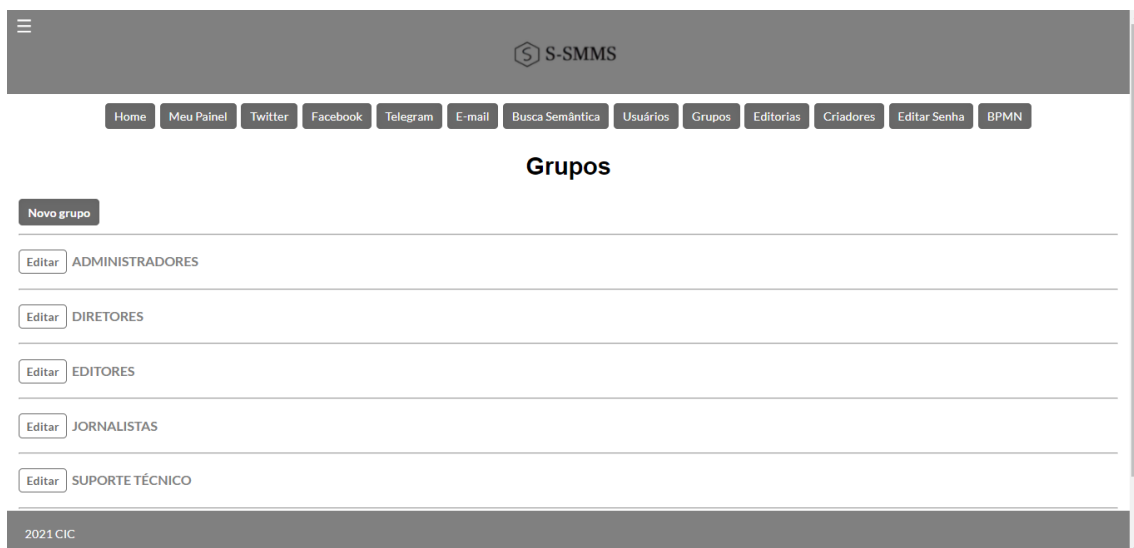 ☰
S-SMMS
Home Meu Painel Twitter Facebook Telegram E-mail Busca Semântica Usuários Grupos Editorias Criadores Editar Senha BPMN
Grupos
Novo grupo
Editar ADMINISTRADORES
Editar DIRETORES
Editar EDITORES
Editar JORNALISTAS
Editar SUPORTE TÉCNICO
2021 CIC